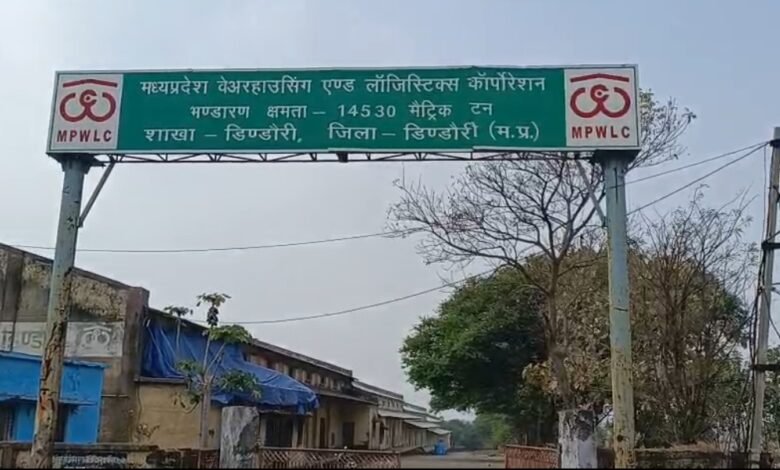 मध्यप्रदेश वेअरहाउसिंग एण्ड लॉजिस्टिक्स कॉर्पोरेशन
भण्डारण क्षमता – 14530 मैट्रिक टन
शाखा – डिण्डौरी, जिला – डिण्डौरी (म.प्र.)
MPWLC
MPWLC